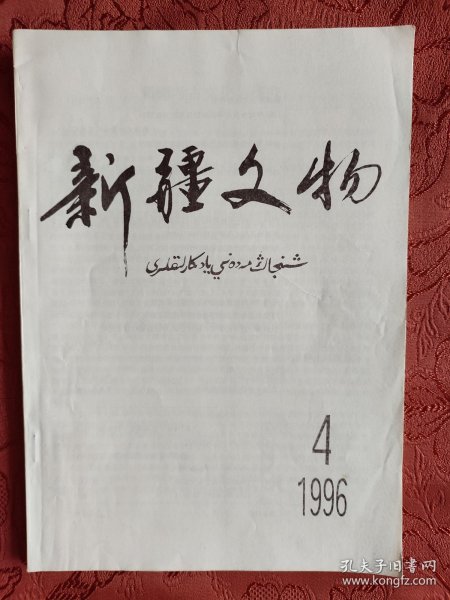 新疆文物
شىنجاڭ مەدەنىي يادىكارلىقلىرى
4
1996
孔夫子旧书网
www.kongfz.com